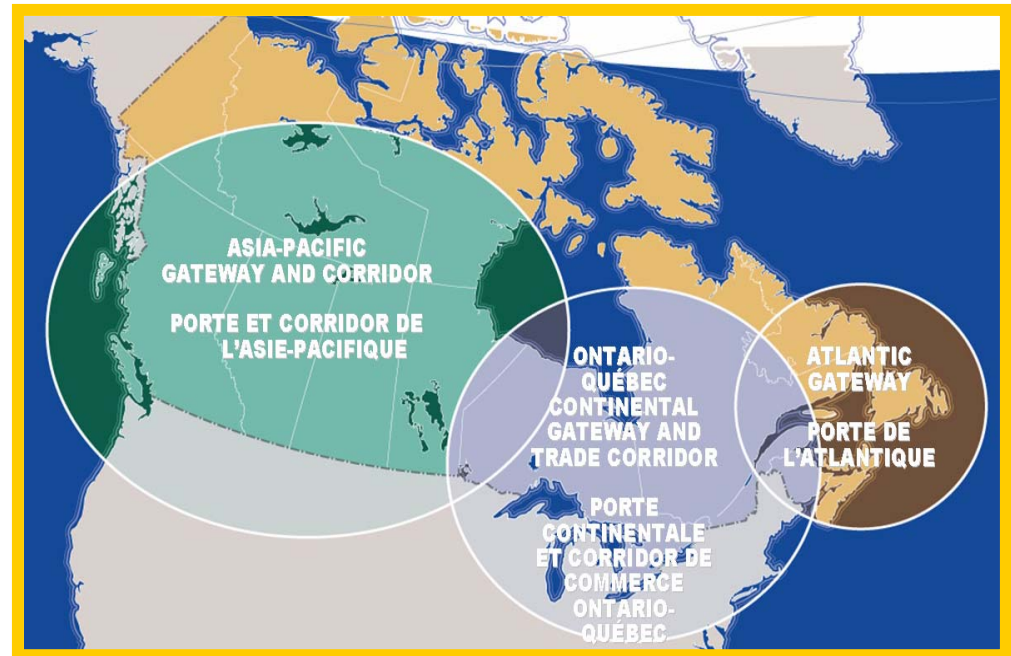 ASIA-PACIFIC
GATEWAY AND CORRIDOR
PORTE ET CORRIDOR DE
L'ASIE-PACIFIQUE
ONTARIO-
QUÉBEC
CONTINENTAL
GATEWAY AND
TRADE CORRIDOR
PORTE
CONTINENTALE
ET CORRIDOR DE
COMMERCE
ONTARIO-
QUÉBEC
ATLANTIC
GATEWAY
PORTE DE
L'ATLANTIQUE